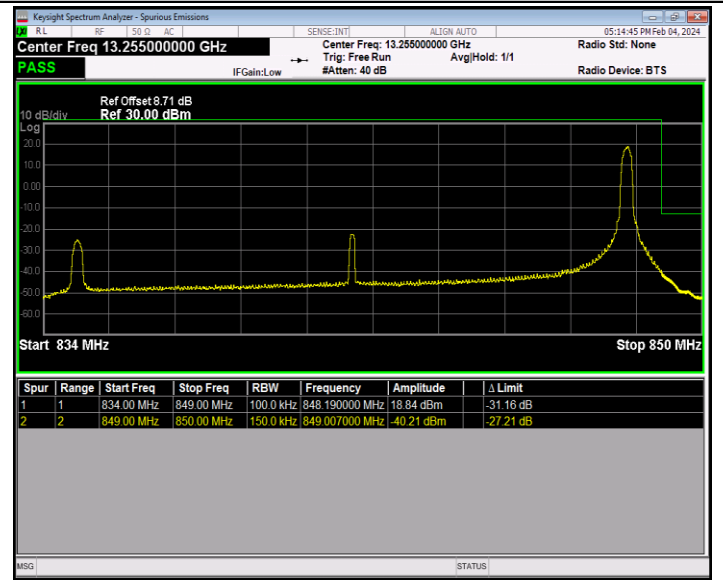 Keysight Spectrum Analyzer - Spurious Emissions
RL RF 50 Ω AC SENSE:INT ALIGN AUTO 05:14:45 PM Feb 04, 2024
Center Freq 13.255000000 GHz Center Freq: 13.255000000 GHz Radio Std: None
Trig: Free Run Avg|Hold: 1/1
PASS IFGain:Low #Atten: 40 dB Radio Device: BTS
Ref Offset 8.71 dB
10 dB/div Ref 30.00 dBm
Log
20.0
10.0
0.00
-10.0
-20.0
-30.0
-40.0
-50.0
-60.0
Start 834 MHz Stop 850 MHz
Spur Range Start Freq Stop Freq RBW Frequency Amplitude Δ Limit
1 1 834.00 MHz 849.00 MHz 100.0 kHz 848.190000 MHz 18.84 dBm -31.16 dB
2 2 849.00 MHz 850.00 MHz 150.0 kHz 849.007000 MHz -40.21 dBm -27.21 dB
MSG STATUS